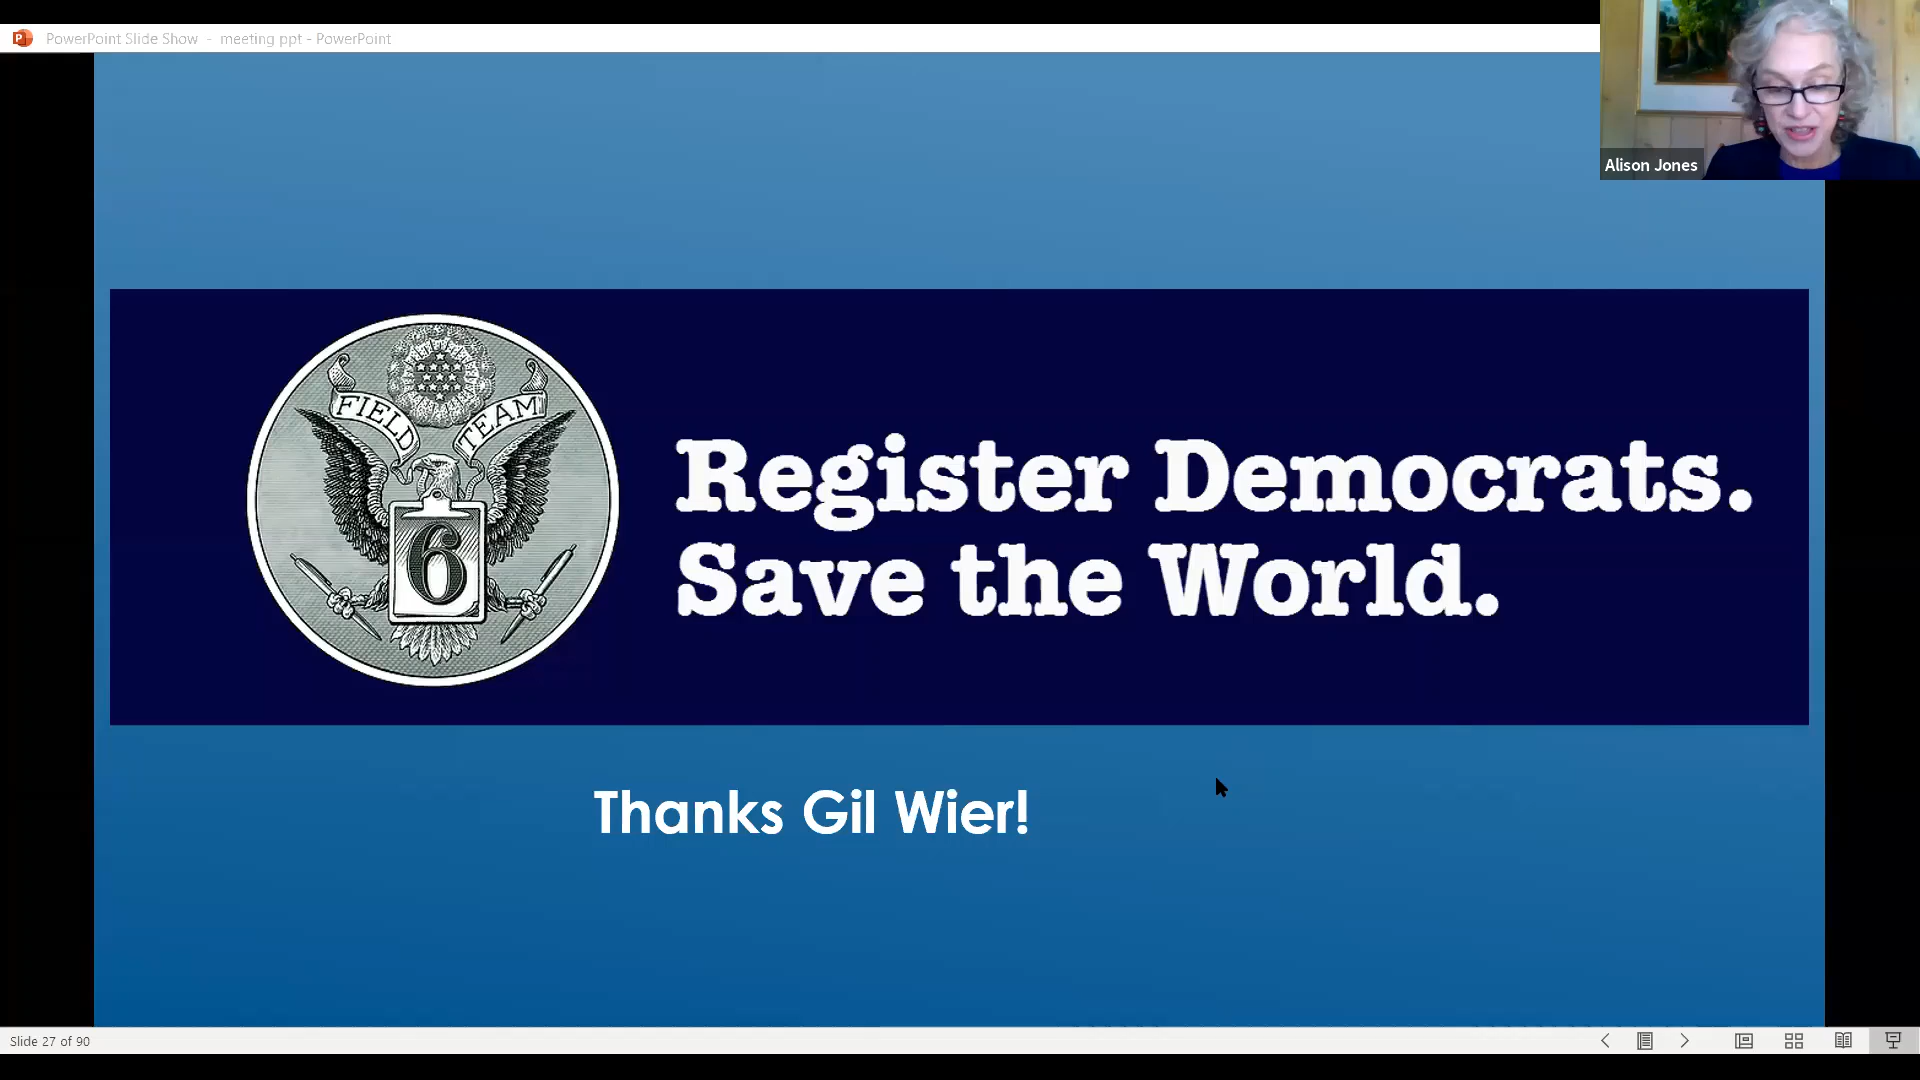 PowerPoint Slide Show - meeting ppt - PowerPoint
Alison Jones
FIELD TEAM
6
Register Democrats.
Save the World.
Thanks Gil Wier!
Slide 27 of 90